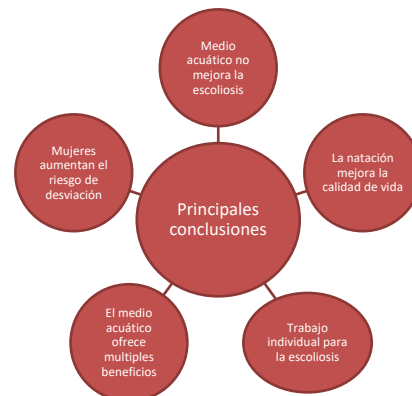 Medio
acuático no
mejora la
escoliosis
Mujeres
aumentan el
riesgo de
desviación
La natación
mejora la
calidad de vida
Principales
conclusiones
El medio
acuático
ofrece
multiples
beneficios
Trabajo
individual para
la escoliosis